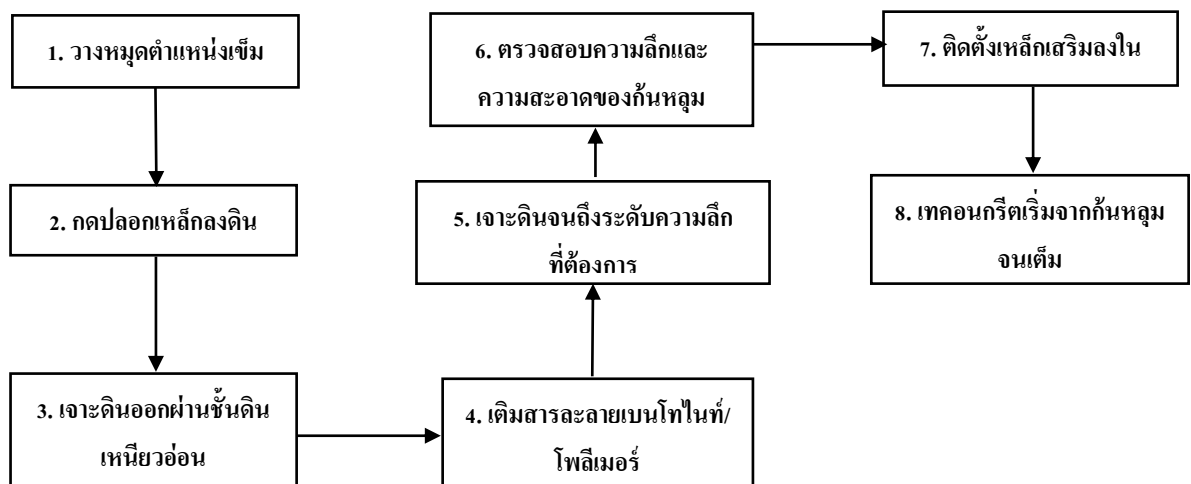 1. วางหมุดตำแหน่งเข็ม
2. กดปลอกเหล็กลงดิน
3. เจาะดินออกผ่านชั้นดิน
เหนียวอ่อน
4. เติมสารละลายเบนโทไนท์/
โพลีเมอร์
5. เจาะดินจนถึงระดับความลึก
ที่ต้องการ
6. ตรวจสอบความลึกและ
ความสะอาดของก้นหลุม
7. ติดตั้งเหล็กเสริมลงใน
8. เทคอนกรีตเริ่มจากก้นหลุม
จนเต็ม